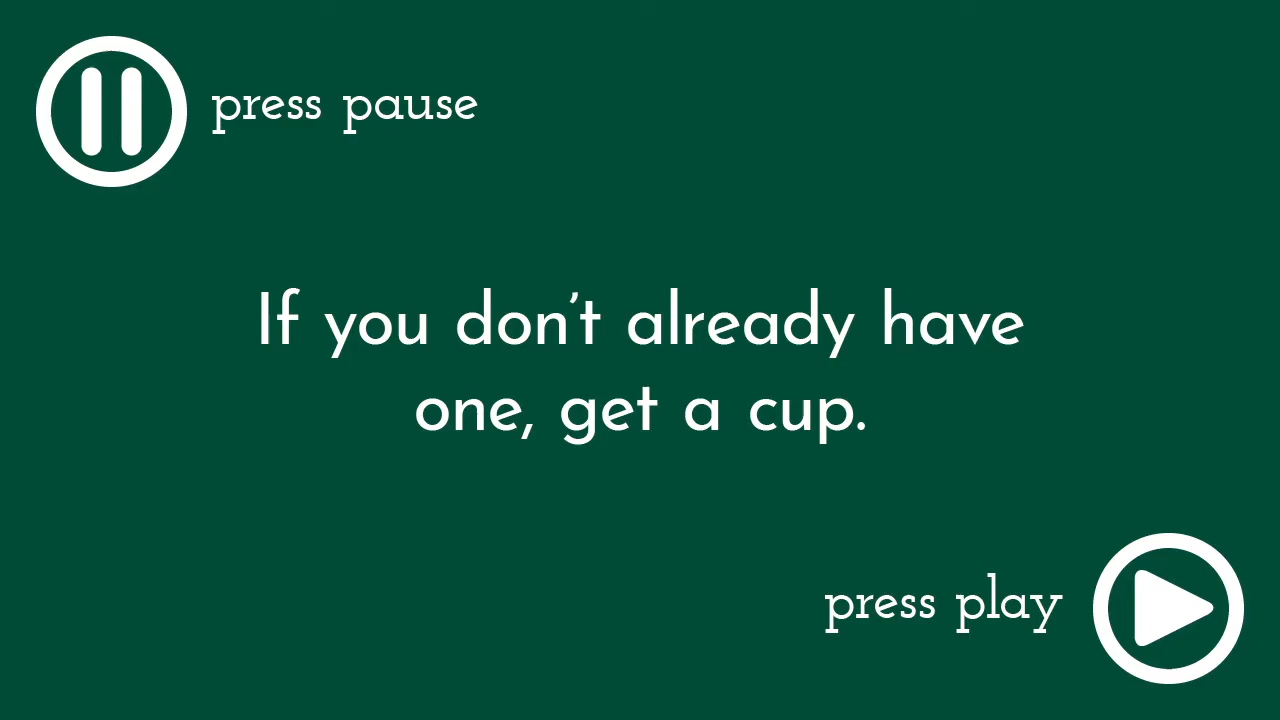 press pause
If you don’t already have
one, get a cup.
press play